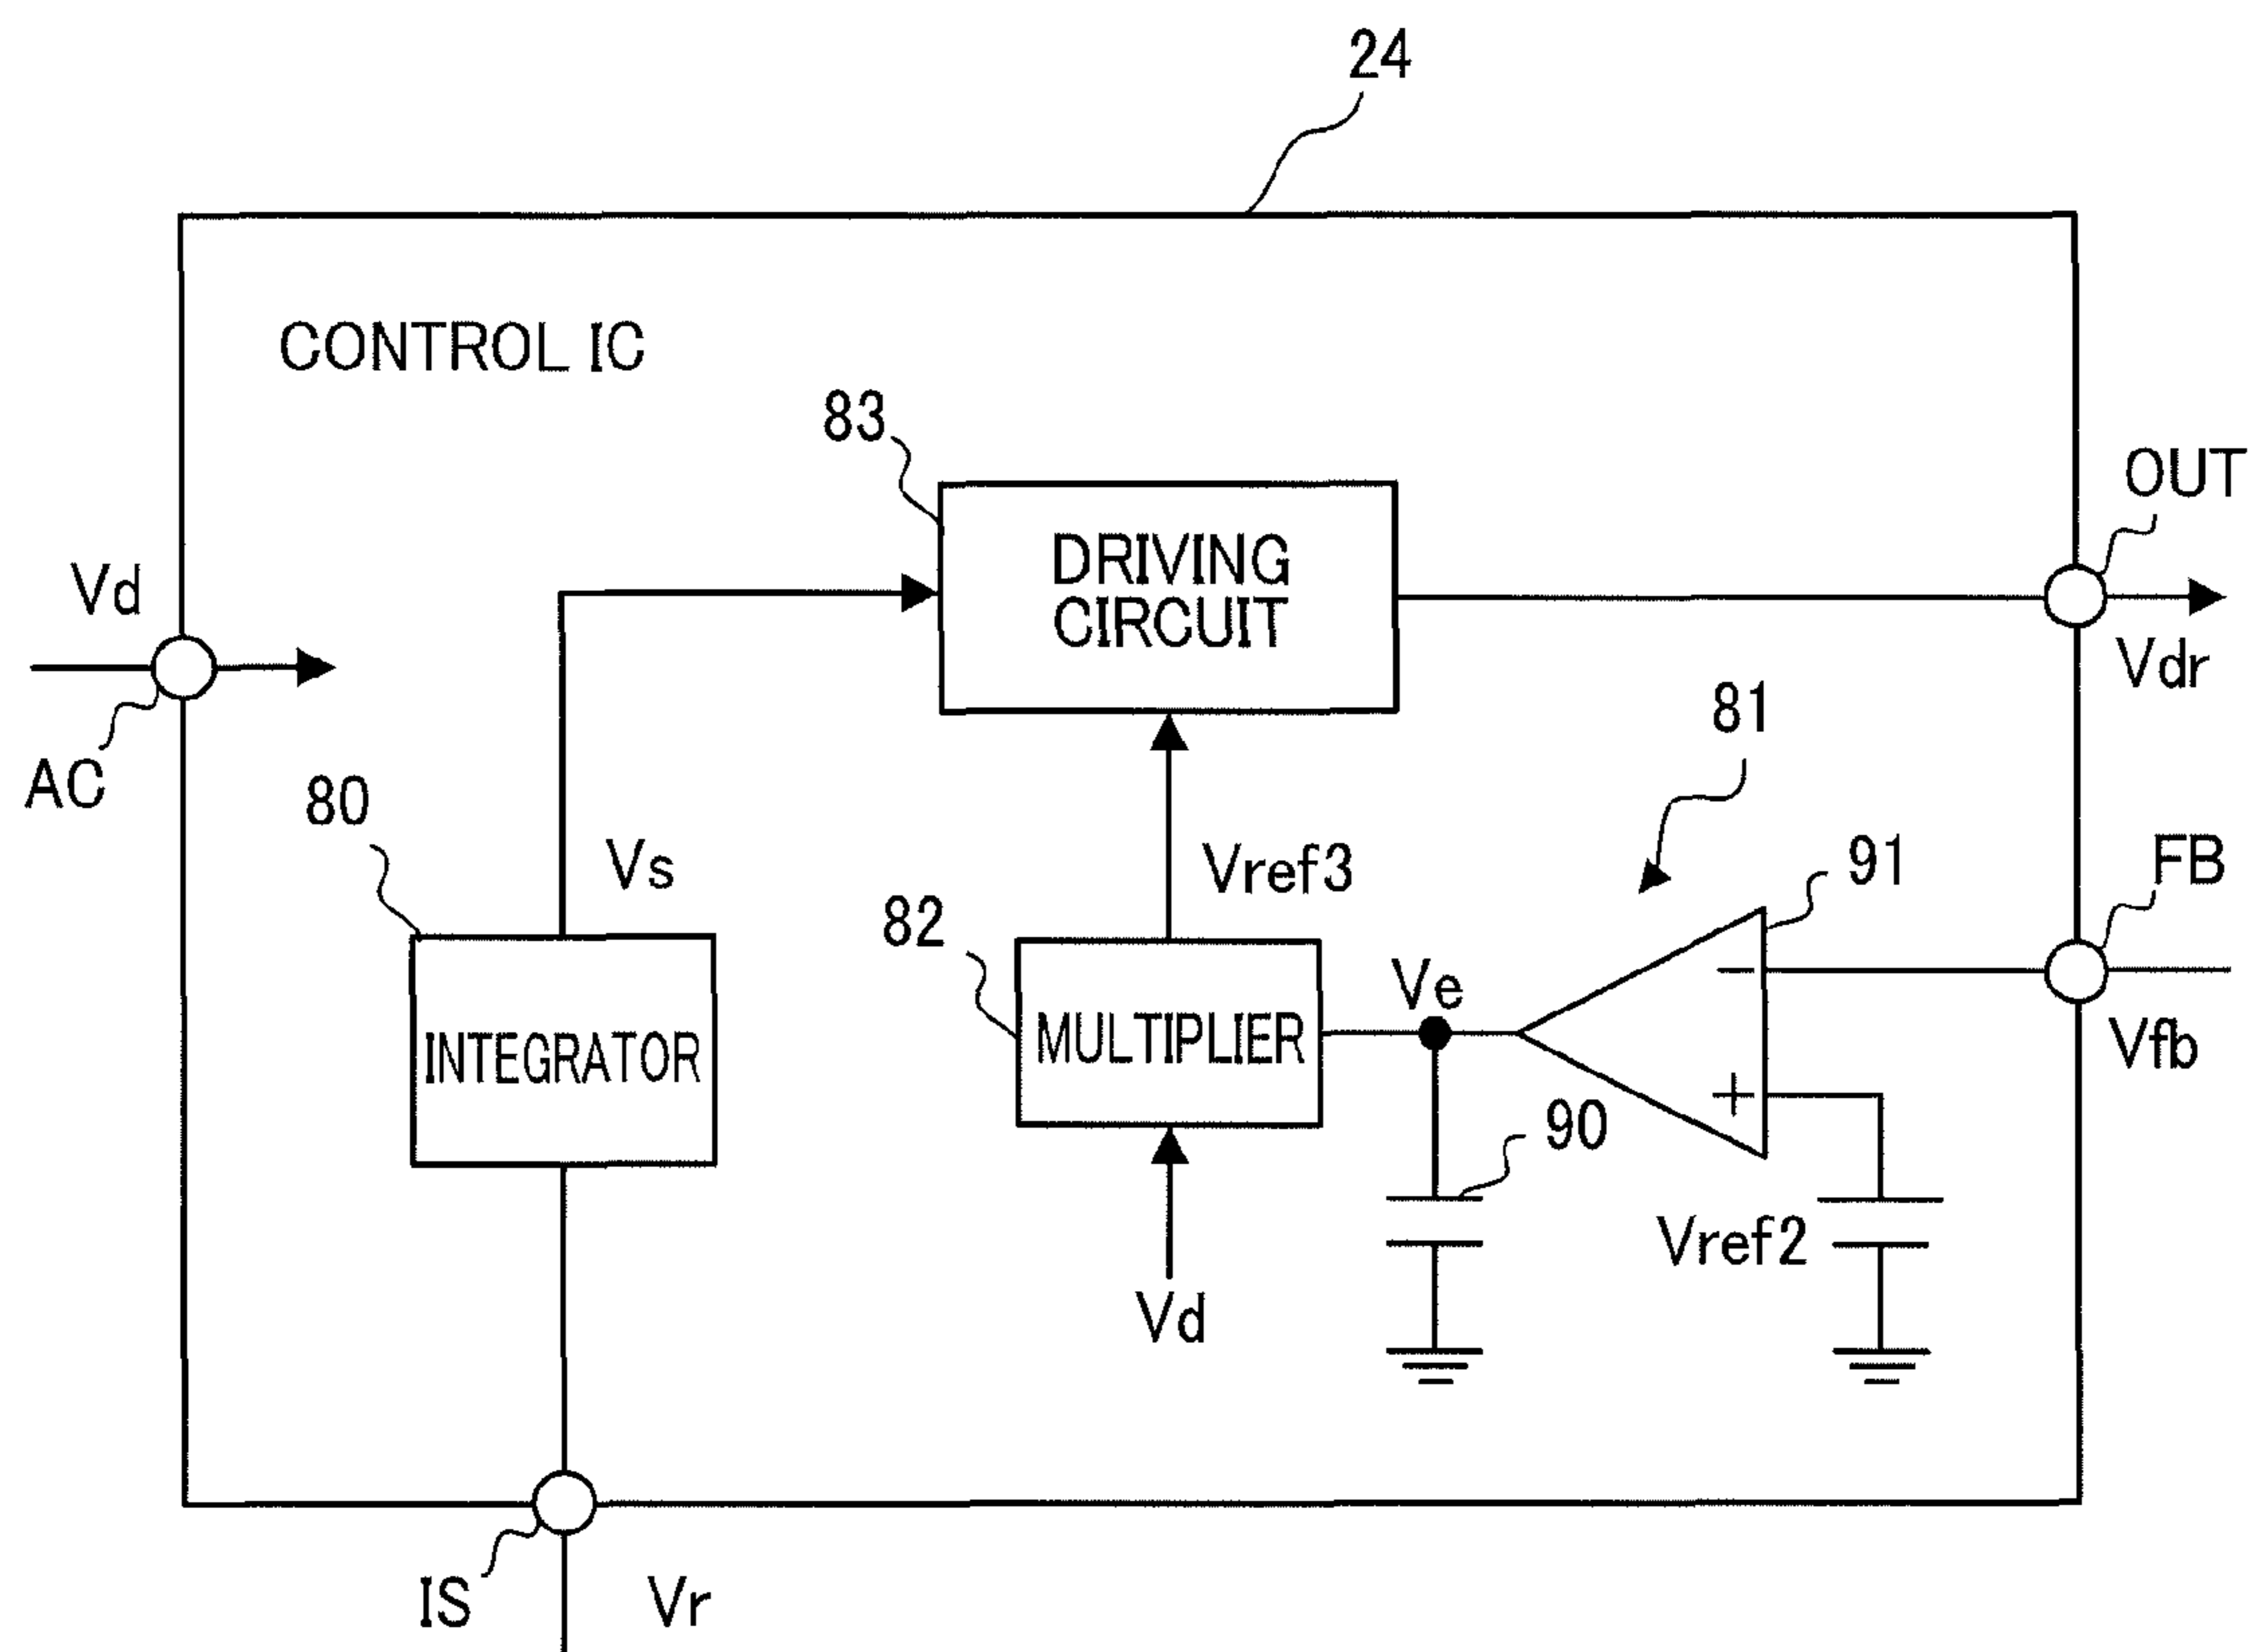 24
CONTROL IC
83
DRIVING
CIRCUIT
OUT
Vd
Vdr
AC
81
80
Vs
Vref3
91
FB
82
Ve
−
INTEGRATOR
MULTIPLIER
Vfb
+
90
Vref2
Vd
IS
Vr